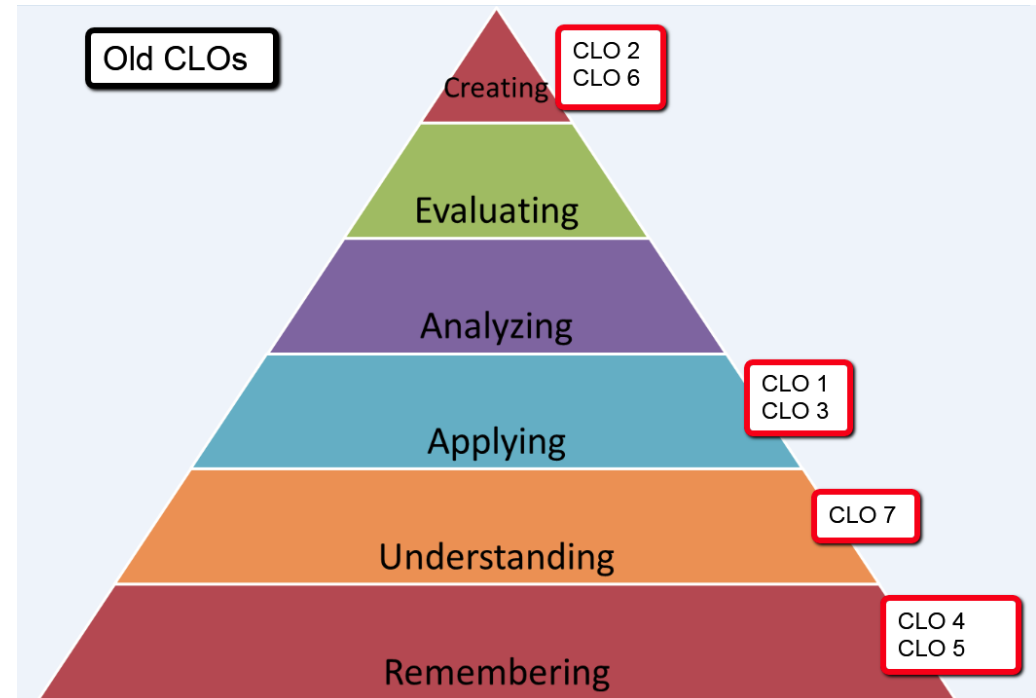 Old CLOs
CLO 2
CLO 6
Creating
Evaluating
Analyzing
CLO 1
CLO 3
Applying
CLO 7
Understanding
CLO 4
CLO 5
Remembering